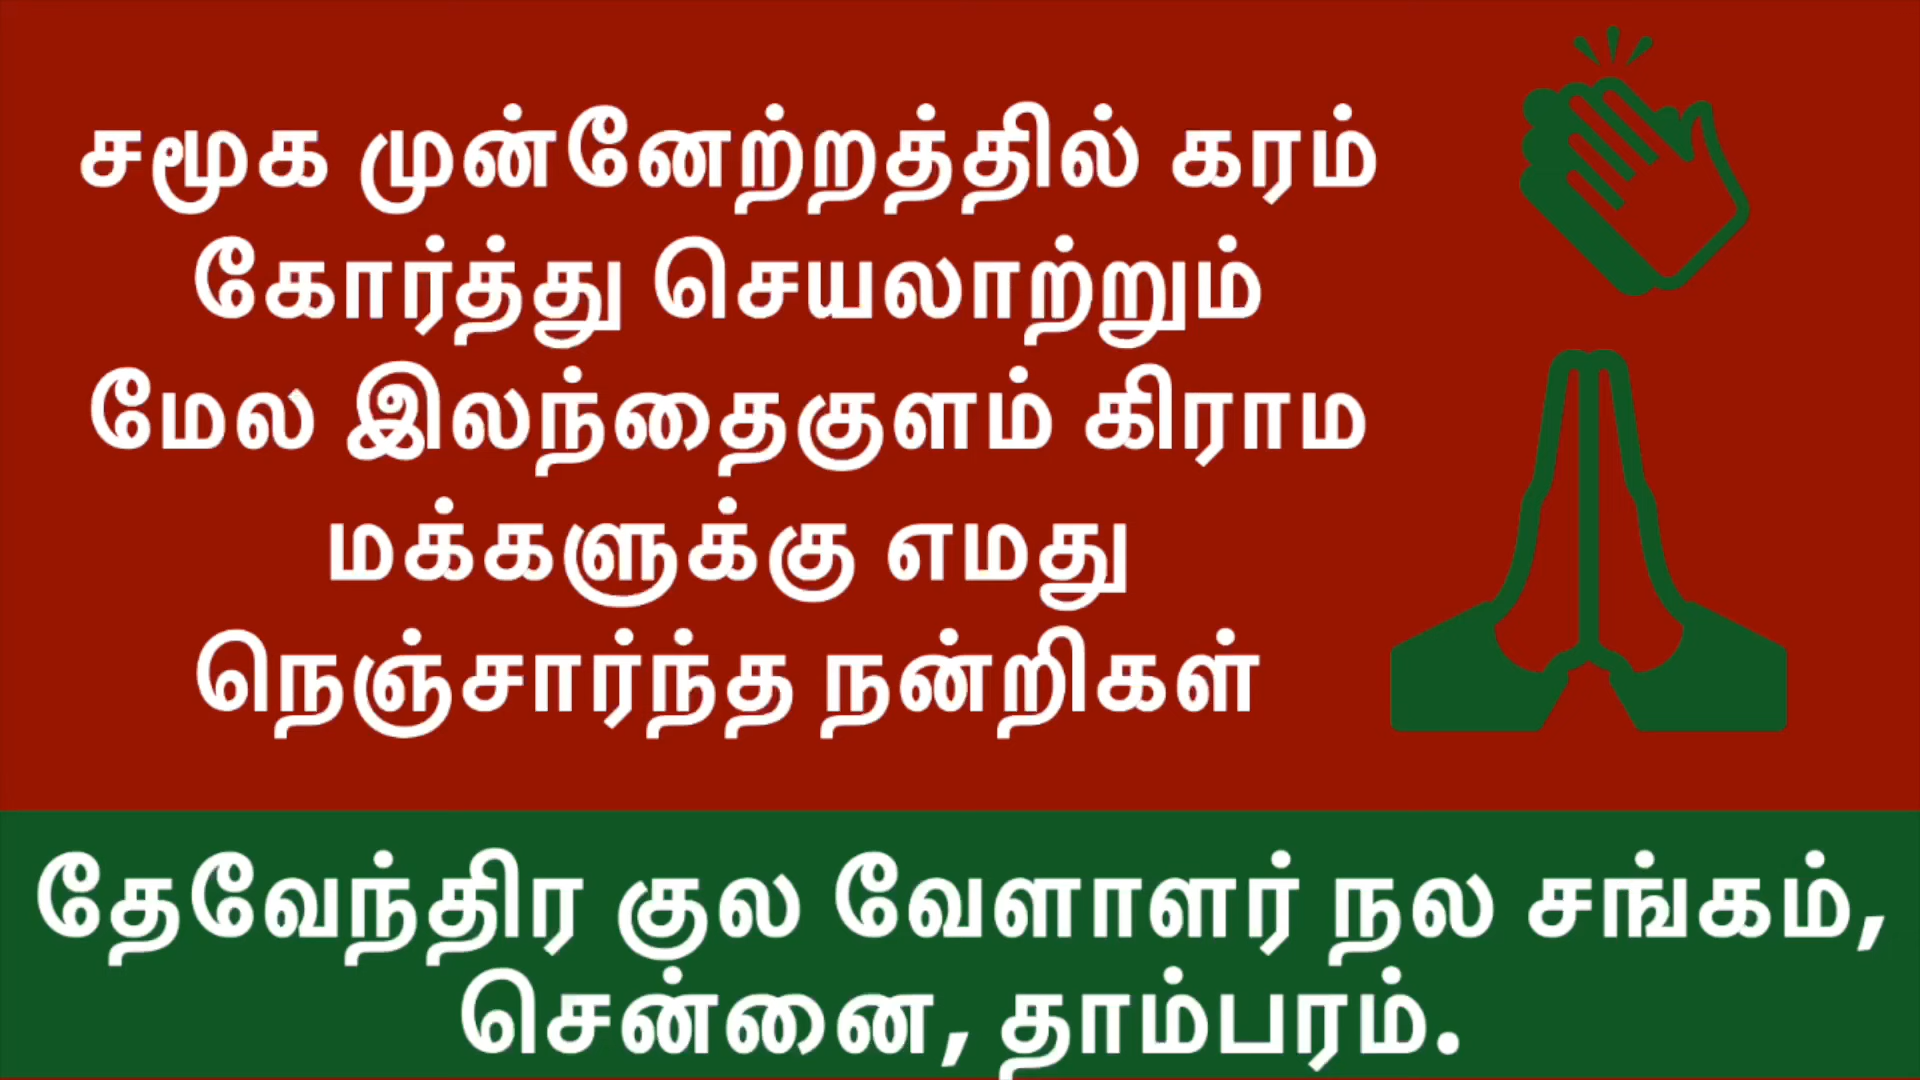 சமூக முன்னேற்றத்தில் கரம்
கோர்த்து செயலாற்றும்
மேல இலந்தைகுளம் கிராம
மக்களுக்கு எமது
நெஞ்சார்ந்த நன்றிகள்
தேவேந்திர குல வேளாளர் நல சங்கம்,
சென்னை, தாம்பரம்.